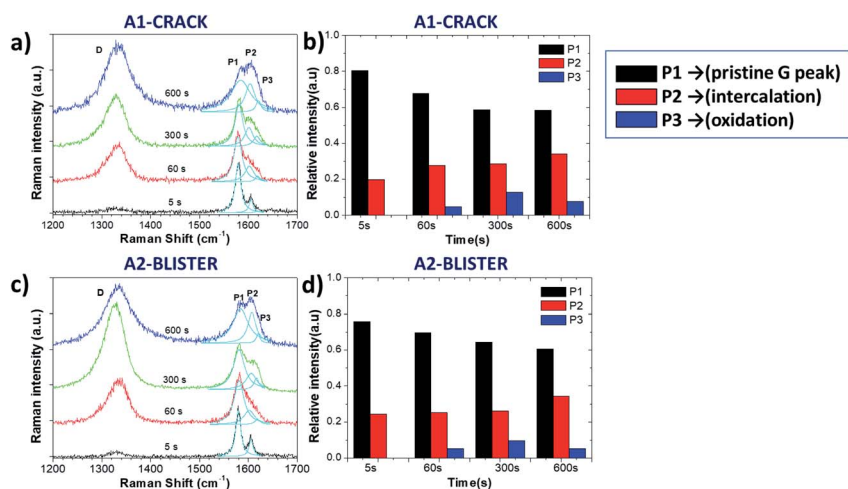 A1-CRACK
A1-CRACK
a)
D
P1
P2
P3
600 s
300 s
60 s
5 s
Raman intensity (a.u.)
1200 1300 1400 1500 1600 1700
Raman Shift (cm-1)
b)
P1
P2
P3
1.0
0.8
0.6
0.4
0.2
0.0
Relative intensity(a.u)
5s 60s 300s 600s
Time(s)
P1 →(pristine G peak)
P2 →(intercalation)
P3 →(oxidation)
A2-BLISTER
A2-BLISTER
c)
D
P1
P2
P3
600 s
300 s
60 s
5 s
Raman intensity (a.u.)
1200 1300 1400 1500 1600 1700
Raman Shift (cm-1)
d)
P1
P2
P3
1.0
0.8
0.6
0.4
0.2
0.0
Relative intensity(a.u)
5s 60s 300s 600s
Time(s)